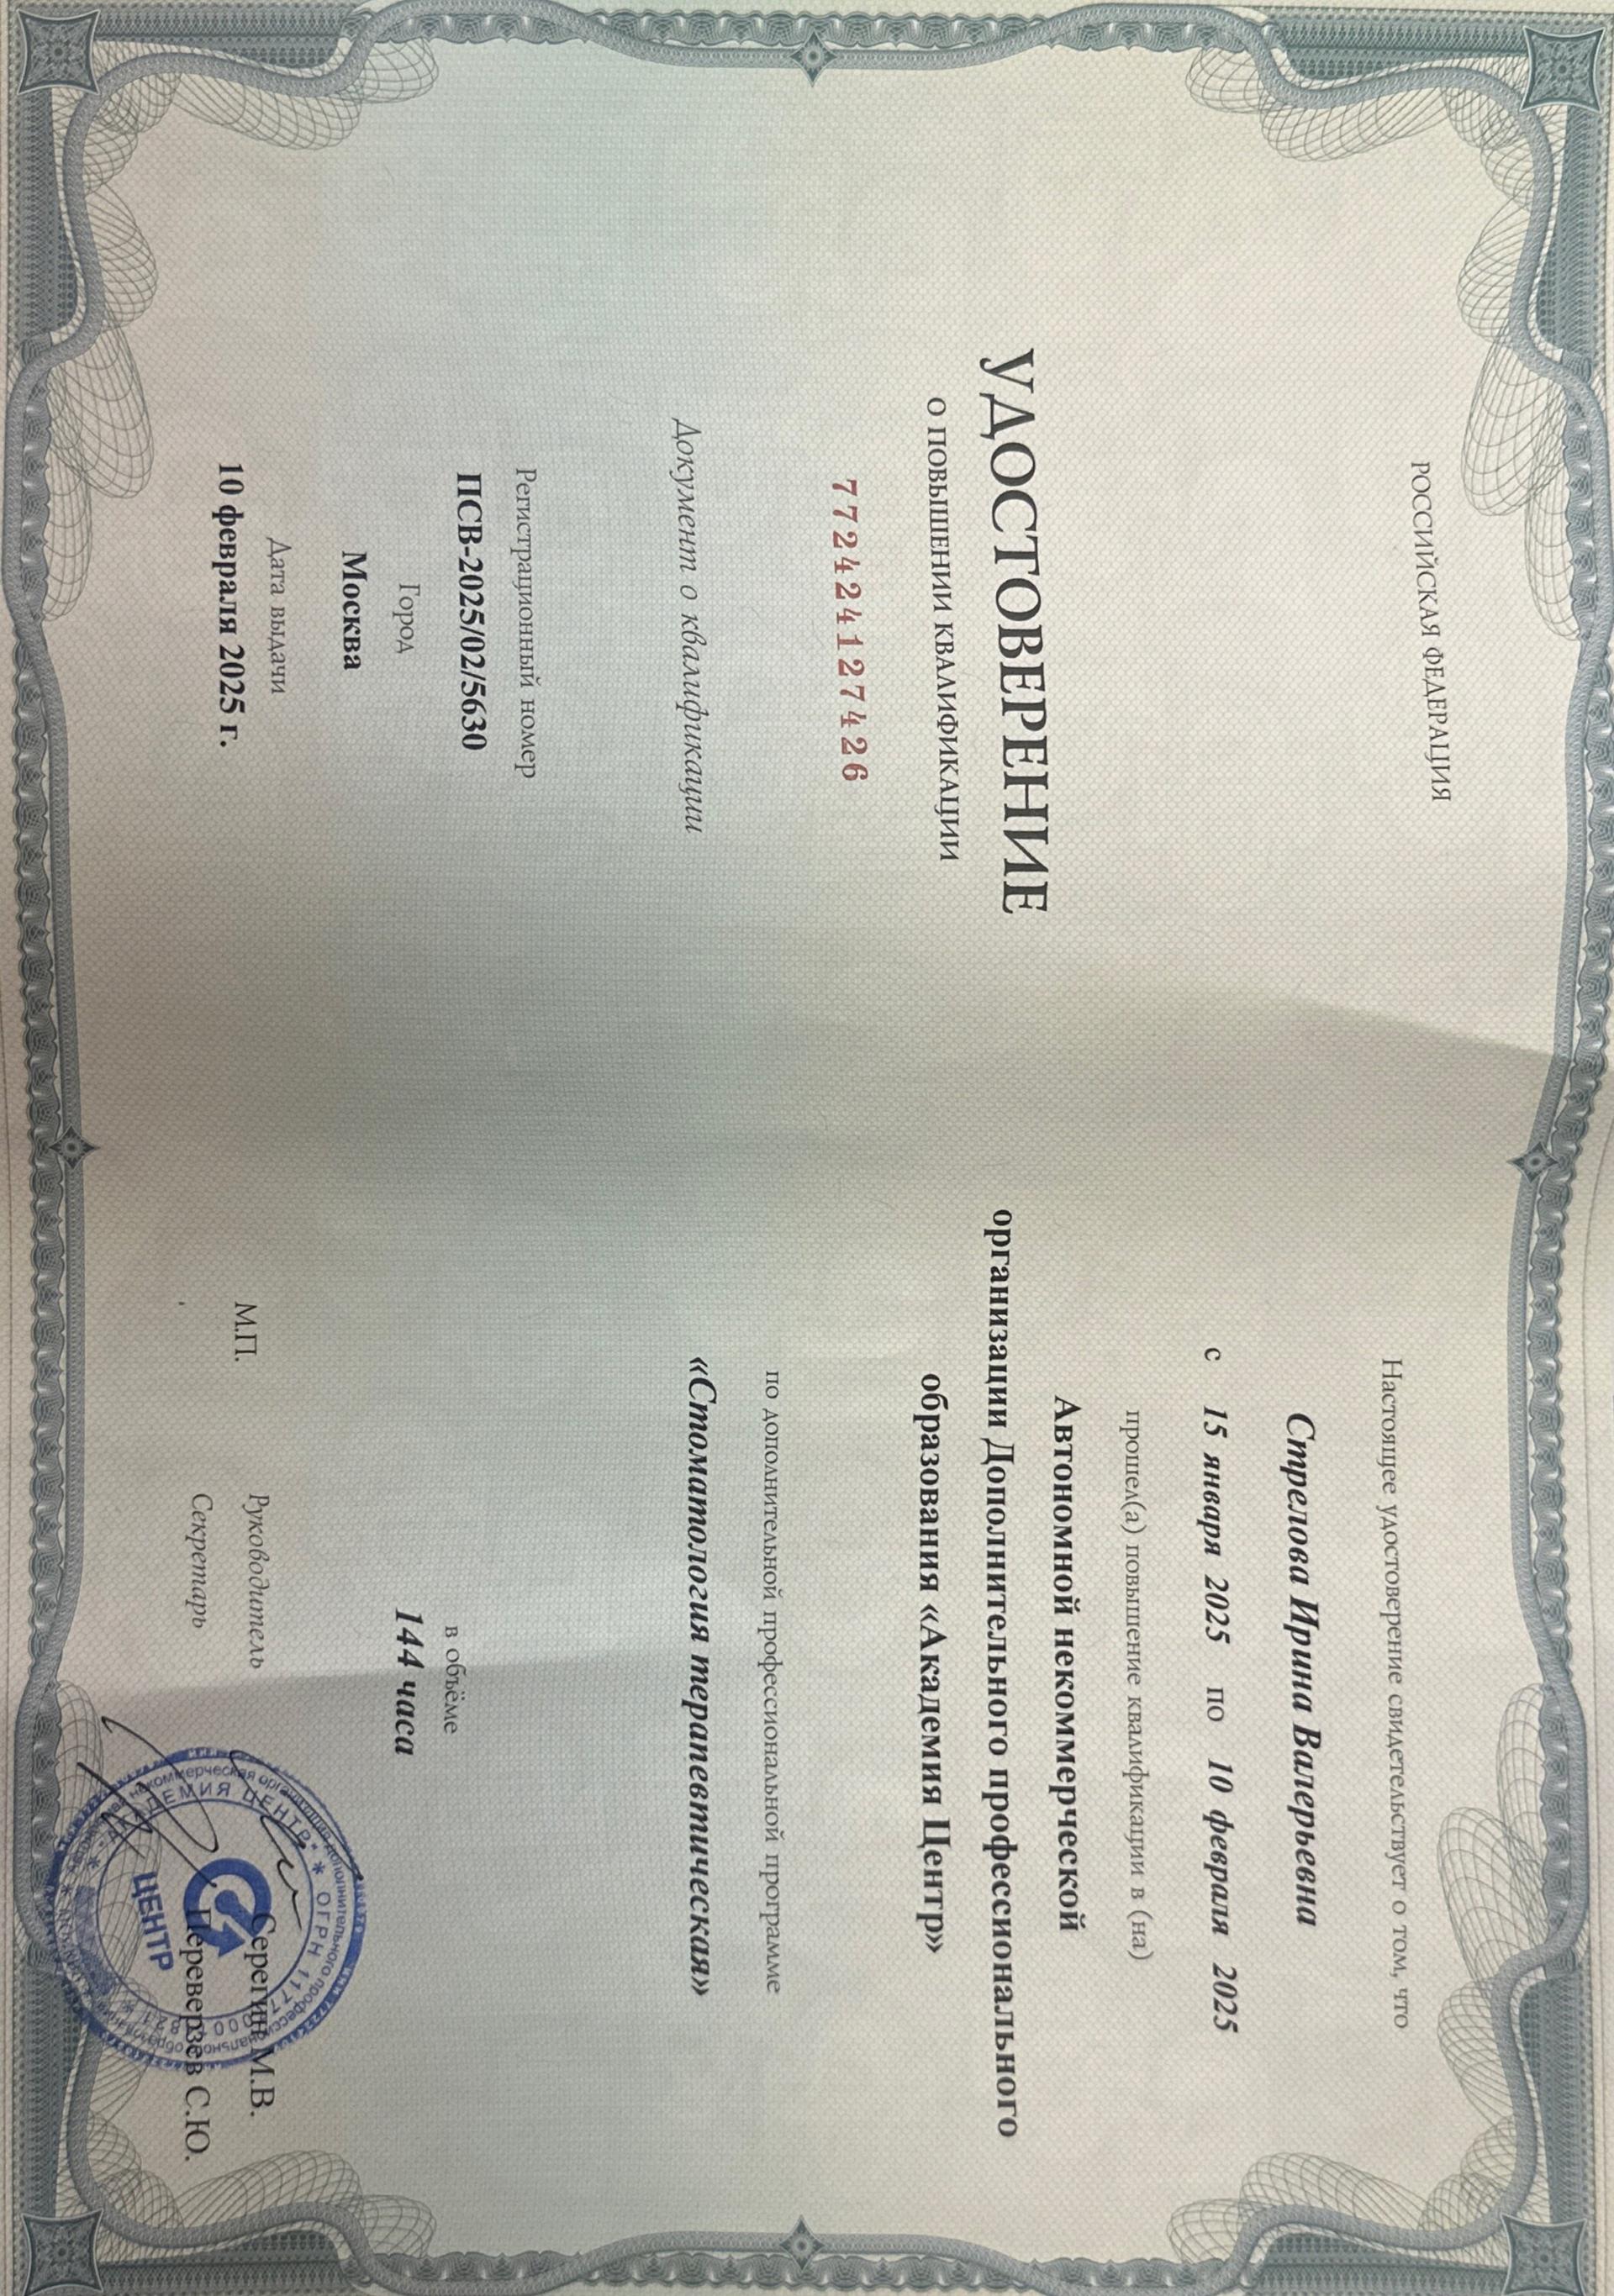 РОССИЙСКАЯ ФЕДЕРАЦИЯ
УДОСТОВЕРЕНИЕ
О ПОВЫШЕНИИ КВАЛИФИКАЦИИ
772424127426
Документ о квалификации
Регистрационный номер
ПСВ-2025/02/5630
Город
Москва
Дата выдачи
10 февраля 2025 г.
Настоящее удостоверение свидетельствует о том, что
Стрелова Ирина Валерьевна
с 15 января 2025 по 10 февраля 2025
прошел(а) повышение квалификации в (на)
Автономной некоммерческой
организации Дополнительного профессионального
образования «Академия Центр»
по дополнительной профессиональной программе
«Стоматология терапевтическая»
в объёме
144 часа
М.П.
Руководитель Серегин М.В.
Секретарь Переверзев С.Ю.
"АКАДЕМИЯ ЦЕНТР" * ОГРН
ЦЕНТР